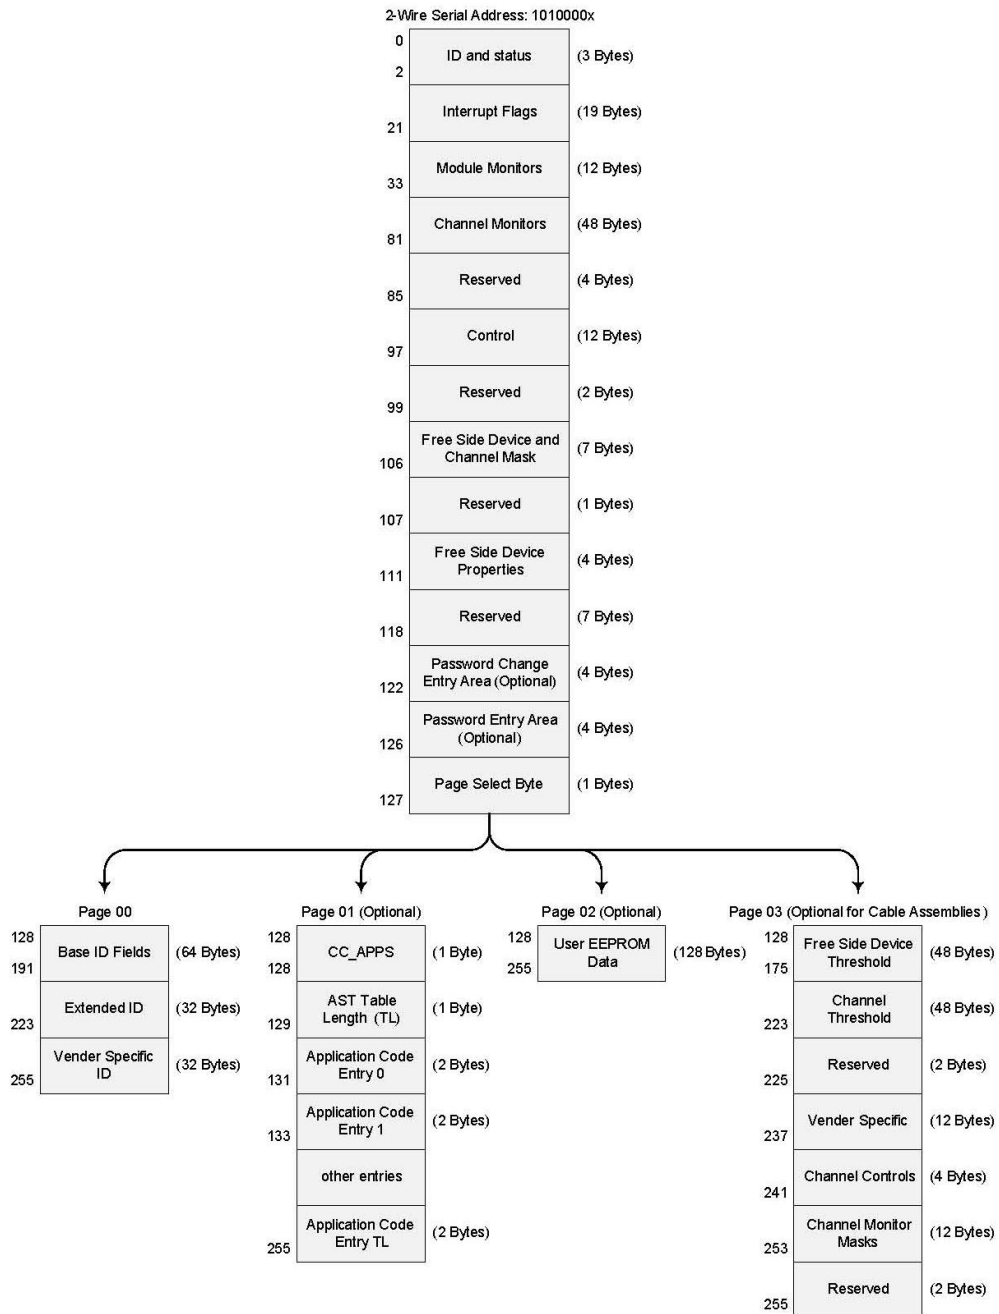 2-Wire Serial Address: 1010000x
0
ID and status
(3 Bytes)
2
Interrupt Flags
(19 Bytes)
21
Module Monitors
(12 Bytes)
33
Channel Monitors
(48 Bytes)
81
Reserved
(4 Bytes)
85
Control
(12 Bytes)
97
Reserved
(2 Bytes)
99
Free Side Device and
Channel Mask
(7 Bytes)
106
Reserved
(1 Bytes)
107
Free Side Device
Properties
(4 Bytes)
111
Reserved
(7 Bytes)
118
Password Change
Entry Area (Optional)
(4 Bytes)
122
Password Entry Area
(Optional)
(4 Bytes)
126
Page Select Byte
(1 Bytes)
127
Page 00
128
Base ID Fields
(64 Bytes)
191
Extended ID
(32 Bytes)
223
Vender Specific
ID
(32 Bytes)
255
Page 01 (Optional)
128
CC_APPS
(1 Byte)
128
AST Table
Length (TL)
(1 Byte)
129
Application Code
Entry 0
(2 Bytes)
131
Application Code
Entry 1
(2 Bytes)
133
other entries
Application Code
Entry TL
(2 Bytes)
255
Page 02 (Optional)
128
User EEPROM
Data
(128 Bytes)
255
Page 03 (Optional for Cable Assemblies )
128
Free Side Device
Threshold
(48 Bytes)
175
Channel
Threshold
(48 Bytes)
223
Reserved
(2 Bytes)
225
Vender Specific
(12 Bytes)
237
Channel Controls
(4 Bytes)
241
Channel Monitor
Masks
(12 Bytes)
253
Reserved
(2 Bytes)
255